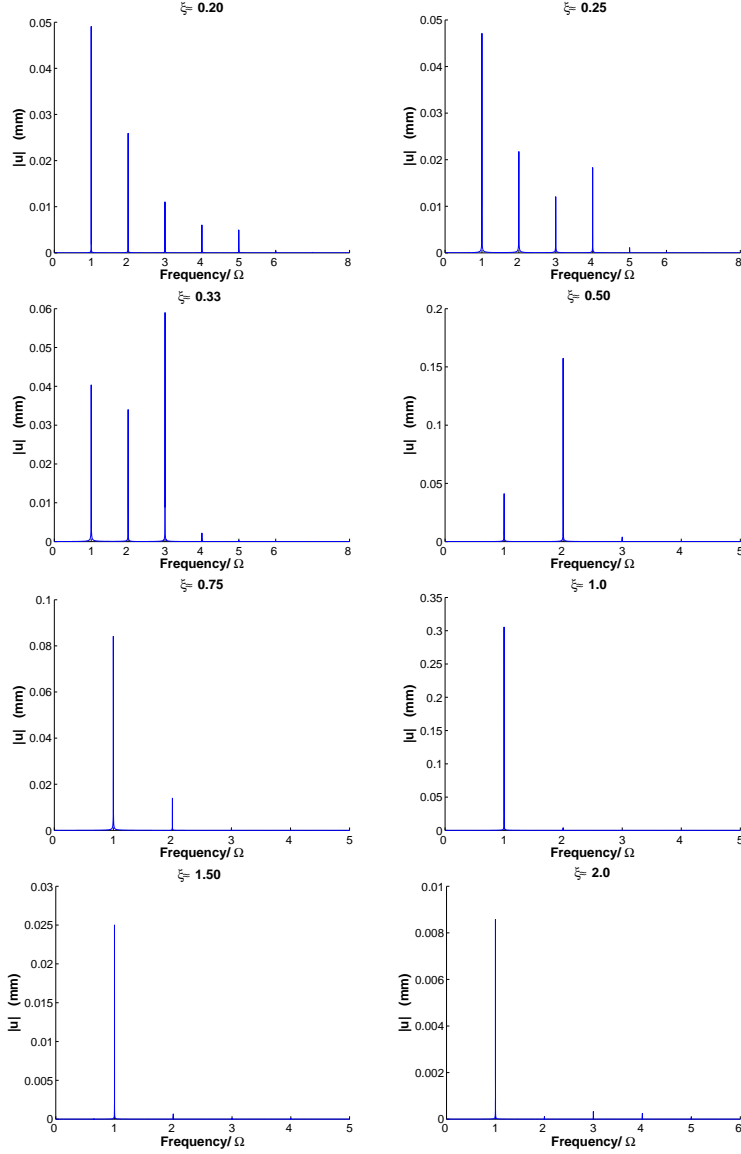 ξ= 0.20
0.05
0.04
0.03
0.02
0.01
0
|u| (mm)
0 1 2 3 4 5 6 8
Frequency/ Ω
ξ= 0.25
0.05
0.04
0.03
0.02
0.01
0
|u| (mm)
0 1 2 3 4 5 6 8
Frequency/ Ω
ξ= 0.33
0.06
0.05
0.04
0.03
0.02
0.01
0
|u| (mm)
0 1 2 3 4 5 6 8
Frequency/ Ω
ξ= 0.50
0.2
0.15
0.1
0.05
0
|u| (mm)
0 1 2 3 4 5
Frequency/ Ω
ξ= 0.75
0.1
0.08
0.06
0.04
0.02
0
|u| (mm)
0 1 2 3 4 5
Frequency/ Ω
ξ= 1.0
0.35
0.3
0.25
0.2
0.15
0.1
0.05
0
|u| (mm)
0 1 2 3 4 5
Frequency/ Ω
ξ= 1.50
0.03
0.025
0.02
0.015
0.01
0.005
0
|u| (mm)
0 1 2 3 4 5
Frequency/ Ω
ξ= 2.0
0.01
0.008
0.006
0.004
0.002
0
|u| (mm)
0 1 2 3 4 5 6
Frequency/ Ω